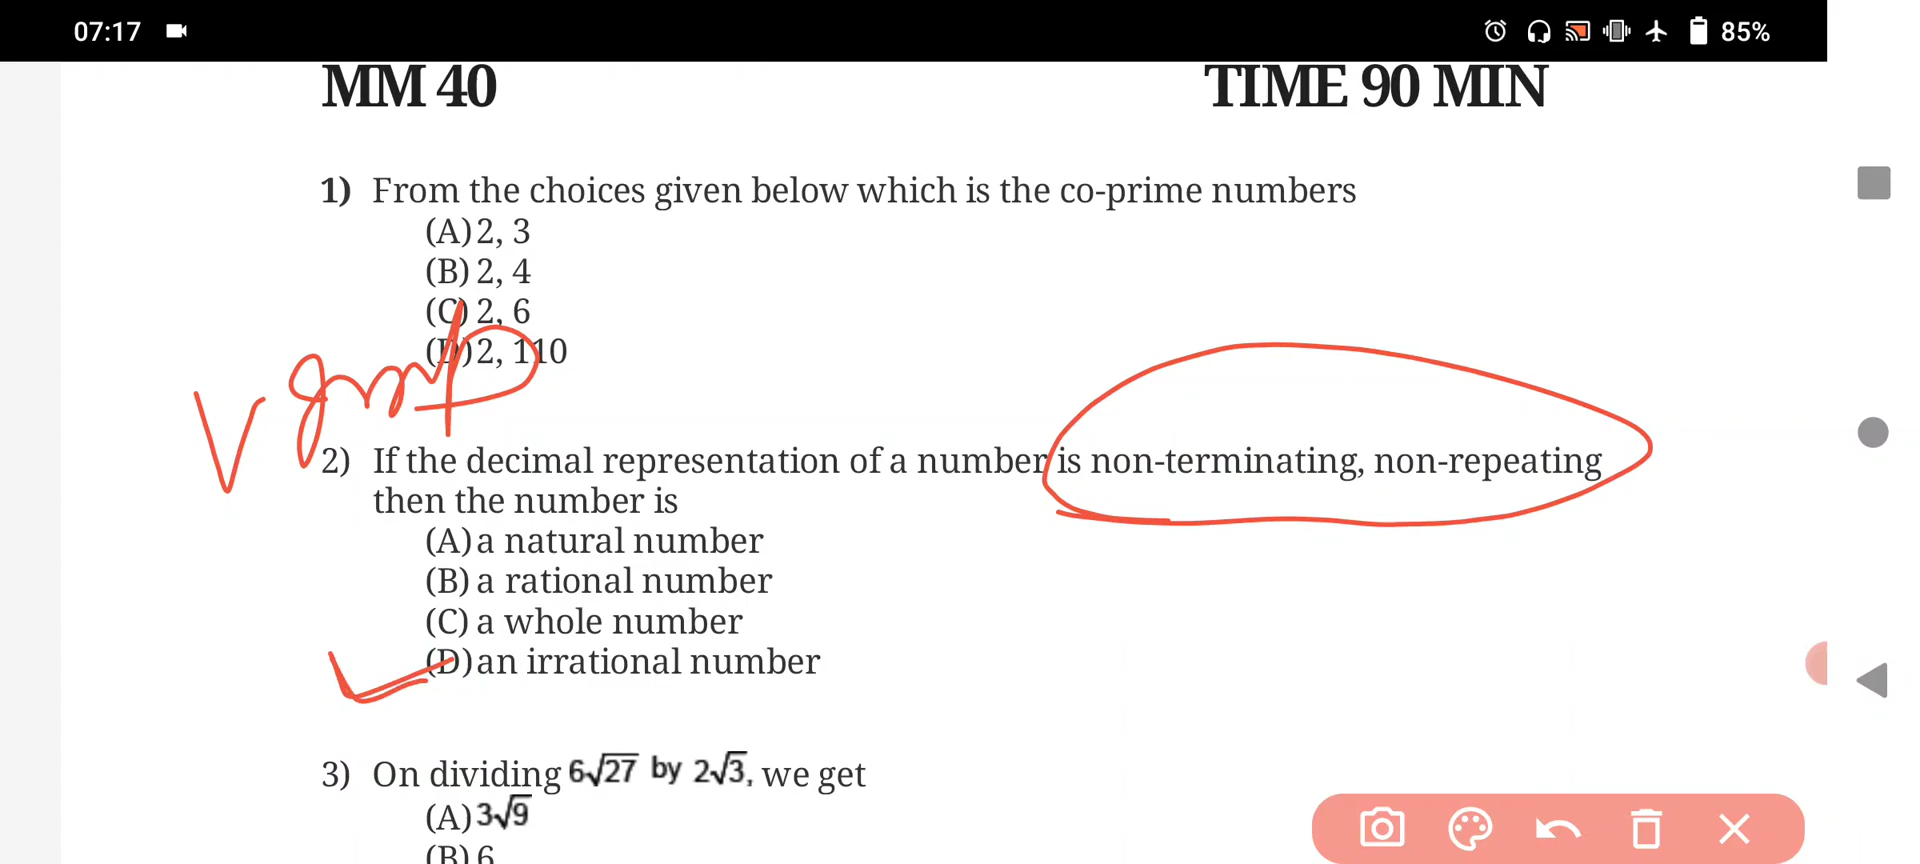 07:17 85%
MM 40 TIME 90 MIN
1) From the choices given below which is the co-prime numbers
(A) 2, 3
(B) 2, 4
(C) 2, 6
(D) 2, 110
V gmp
2) If the decimal representation of a number is non-terminating, non-repeating
then the number is
(A) a natural number
(B) a rational number
(C) a whole number
(D) an irrational number
3) On dividing 6√27 by 2√3, we get
(A) 3√9
(B) 6